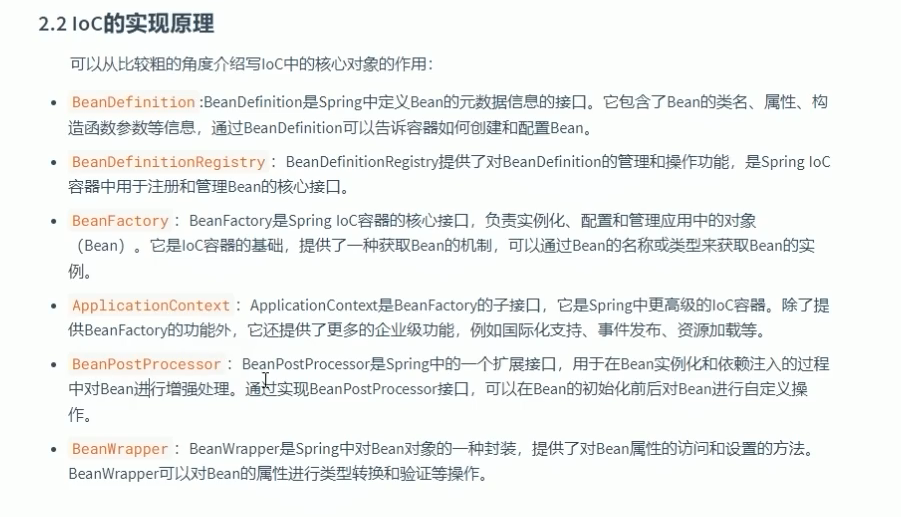 2.2 IoC的实现原理
可以从比较粗的角度介绍写IoC中的核心对象的作用：
• BeanDefinition:BeanDefinition是Spring中定义Bean的元数据信息的接口。它包含了Bean的类名、属性、构
造函数参数等信息，通过BeanDefinition可以告诉容器如何创建和配置Bean。
• BeanDefinitionRegistry：BeanDefinitionRegistry提供了对BeanDefinition的管理和操作功能，是Spring IoC
容器中用于注册和管理Bean的核心接口。
• BeanFactory：BeanFactory是Spring IoC容器的核心接口，负责实例化、配置和管理应用中的对象
（Bean）。它是IoC容器的基础，提供了一种获取Bean的机制，可以通过Bean的名称或类型来获取Bean的实
例。
• ApplicationContext：ApplicationContext是BeanFactory的子接口，它是Spring中更高级的IoC容器。除了提
供BeanFactory的功能外，它还提供了更多的企业级功能，例如国际化支持、事件发布、资源加载等。
• BeanPostProcessor：BeanPostProcessor是Spring中的一个扩展接口，用于在Bean实例化和依赖注入的过程
中对Bean进行增强处理。通过实现BeanPostProcessor接口，可以在Bean的初始化前后对Bean进行自定义操
作。
• BeanWrapper：BeanWrapper是Spring中对Bean对象的一种封装，提供了对Bean属性的访问和设置的方法。
BeanWrapper可以对Bean的属性进行类型转换和验证等操作。